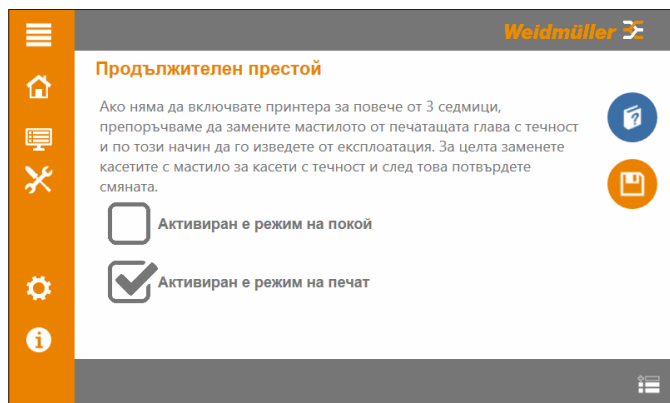 Weidmüller
Продължителен престой
Ако няма да включвате принтера за повече от 3 седмици,
препоръчваме да замените мастилото от печатащата глава с течност
и по този начин да го изведете от експлоатация. За целта заменете
касетите с мастило за касети с течност и след това потвърдете
смяната.
Активиран е режим на покой
Активиран е режим на печат